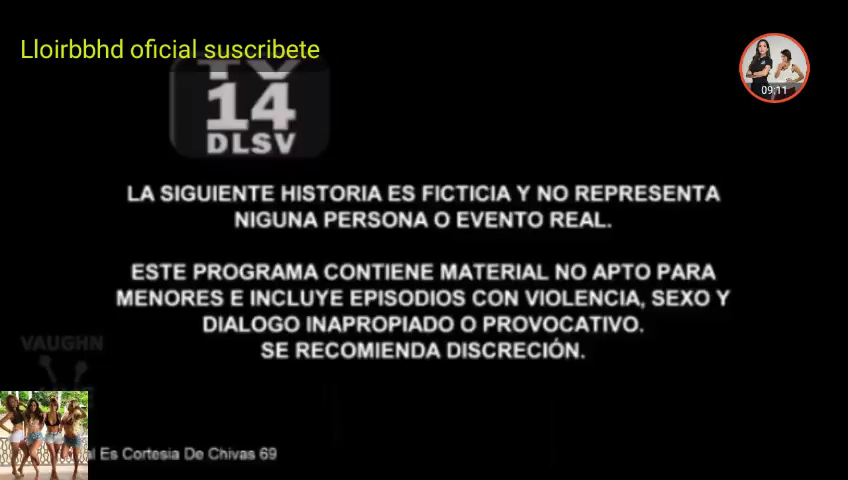 Lloirbbhd oficial suscribete
TV
14
DLSV
09:11
LA SIGUIENTE HISTORIA ES FICTICIA Y NO REPRESENTA
NIGUNA PERSONA O EVENTO REAL.
ESTE PROGRAMA CONTIENE MATERIAL NO APTO PARA
MENORES E INCLUYE EPISODIOS CON VIOLENCIA, SEXO Y
DIALOGO INAPROPIADO O PROVOCATIVO.
SE RECOMIENDA DISCRECIÓN.
VAUGHN
al Es Cortesia De Chivas 69